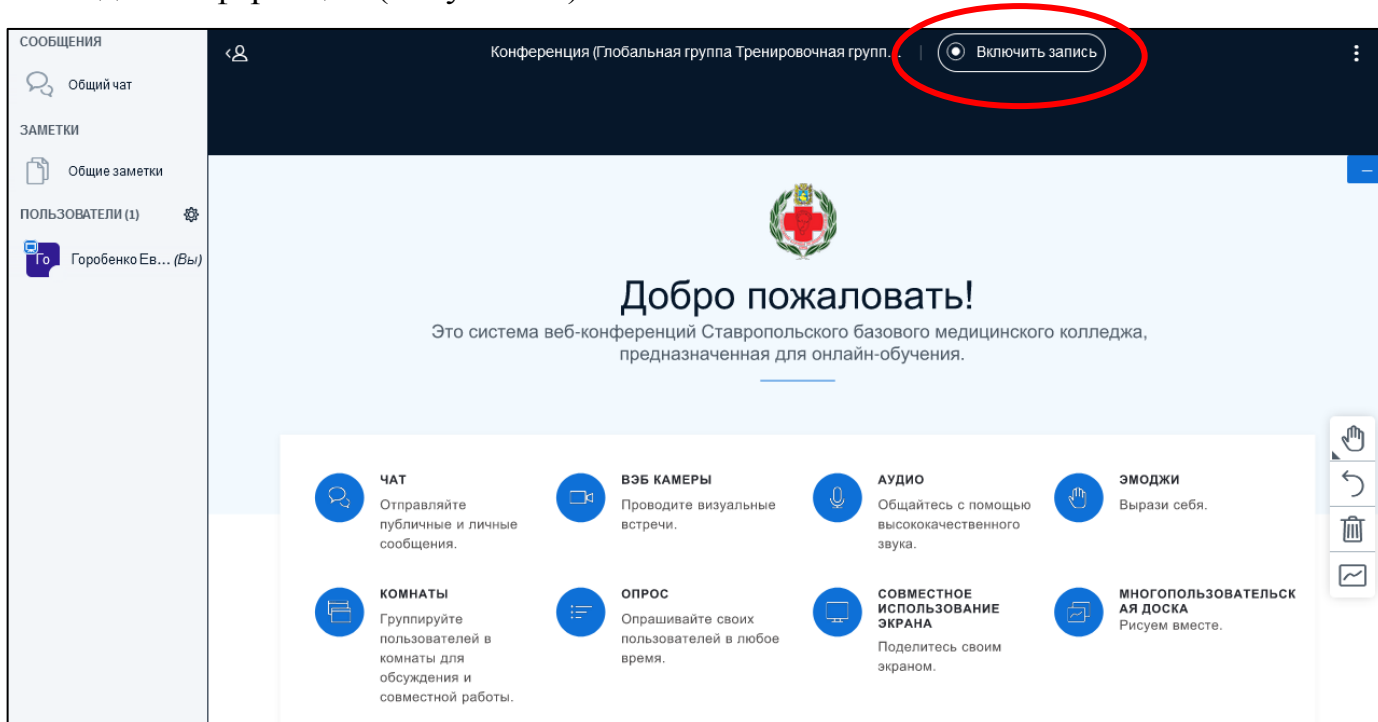 СООБЩЕНИЯ
Общий чат
ЗАМЕТКИ
Общие заметки
ПОЛЬЗОВАТЕЛИ (1)
Го
Горобенко Ев... (Вы)
Конференция (Глобальная группа Тренировочная групп... | Включить запись
Добро пожаловать!
Это система веб-конференций Ставропольского базового медицинского колледжа,
предназначенная для онлайн-обучения.
ЧАТ
Отправляйте
публичные и личные
сообщения.
ВЭБ КАМЕРЫ
Проводите визуальные
встречи.
АУДИО
Общайтесь с помощью
высококачественного
звука.
ЭМОДЖИ
Вырази себя.
КОМНАТЫ
Группируйте
пользователей в
комнаты для
обсуждения и
совместной работы.
ОПРОС
Опрашивайте своих
пользователей в любое
время.
СОВМЕСТНОЕ
ИСПОЛЬЗОВАНИЕ
ЭКРАНА
Поделитесь своим
экраном.
МНОГОПОЛЬЗОВАТЕЛЬСК
АЯ ДОСКА
Рисуем вместе.